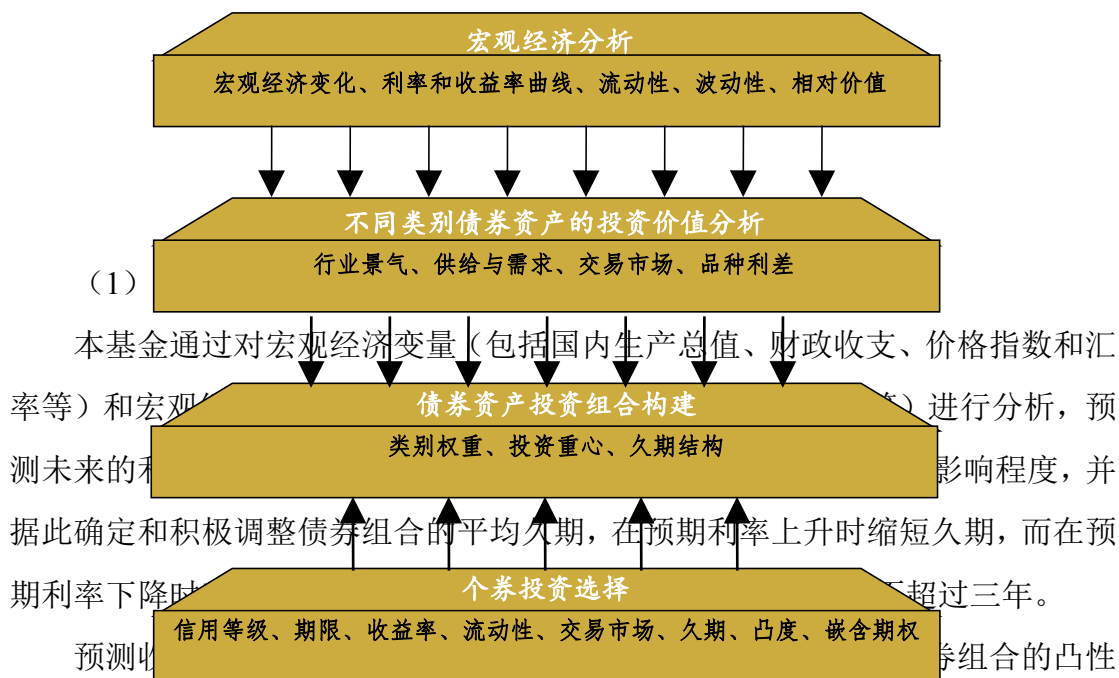 宏观经济分析
宏观经济变化、利率和收益率曲线、流动性、波动性、相对价值
不同类别债券资产的投资价值分析
行业景气、供给与需求、交易市场、品种利差
（1）
本基金通过对宏观经济变量（包括国内生产总值、财政收支、价格指数和汇
率等）和宏观 ）进行分析，预
债券资产投资组合构建
类别权重、投资重心、久期结构
测未来的 影响程度，并
据此确定和积极调整债券组合的平均久期，在预期利率上升时缩短久期，而在预
期利率下降时 超过三年。
个券投资选择
信用等级、期限、收益率、流动性、交易市场、久期、凸度、嵌含期权
预测收 券组合的凸性